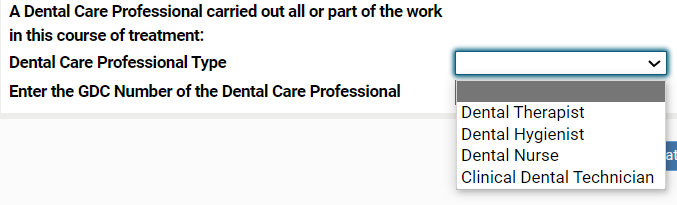 A Dental Care Professional carried out all or part of the work
in this course of treatment:
Dental Care Professional Type
Enter the GDC Number of the Dental Care Professional
Dental Therapist
Dental Hygienist
Dental Nurse
Clinical Dental Technician